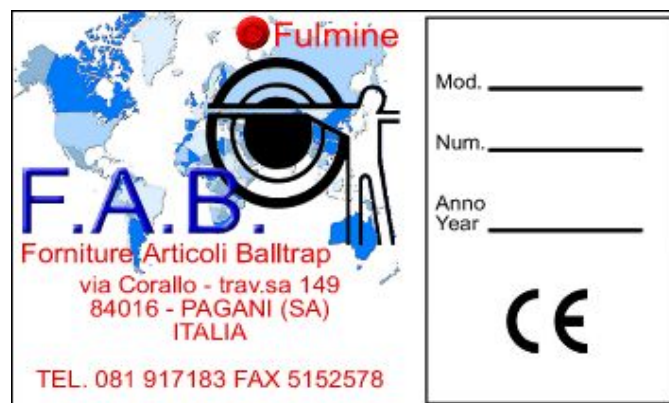 Fulmine
F.A.B.
Forniture Articoli Balltrap
via Corallo - trav.sa 149
84016 - PAGANI (SA)
ITALIA
TEL. 081 917183 FAX 5152578
Mod.
Num.
Anno
Year
CE